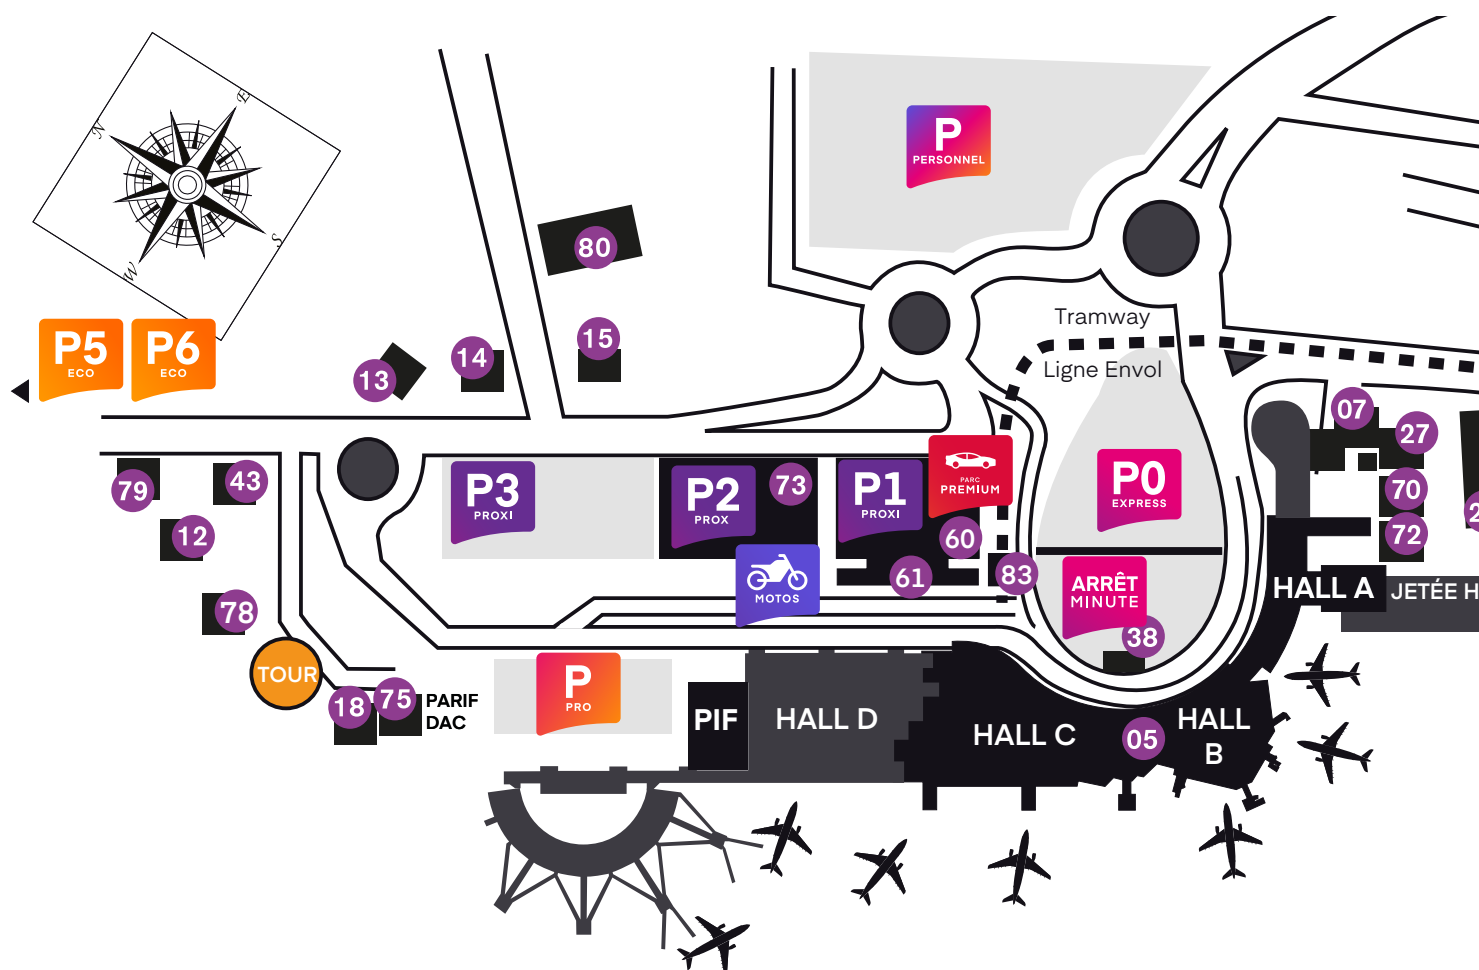 E
N
S
W
P
PERSONNEL
80
Tramway
Ligne Envol
P5
ECO
P6
ECO
15
14
13
07
27
79
43
12
78
P3
PROXI
P2
PROX
73
P1
PROXI
PARC
PREMIUM
60
61
83
P0
EXPRESS
70
72
2
MOTOS
ARRÊT
MINUTE
38
HALL A
JETÉE H
TOUR
18
75
PARIF
DAC
P
PRO
PIF
HALL D
HALL C
05
HALL
B